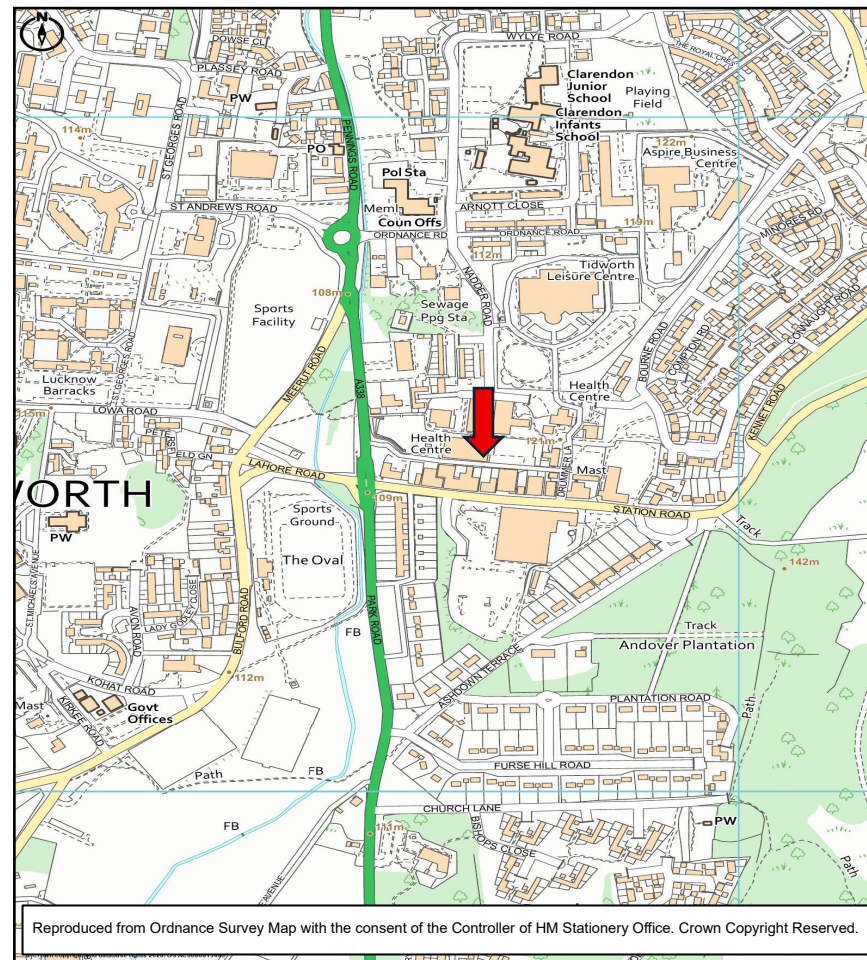 N
DOWSE CL
WYLYE ROAD
THE ROYAL CRES
PLASSEY ROAD
Clarendon
Junior
School
Playing
Field
PW
Clarendon
Infants
School
114m
ST GEORGES ROAD
PENNINGS ROAD
PO
122m
Aspire Business
Centre
Pol Sta
Meml
Coun Offs
ARNOTT CLOSE
ST ANDREWS ROAD
ORDNANCE RD
ORDNANCE ROAD
119m
MINORES RD
112m
NADDER ROAD
Tidworth
Leisure Centre
108m
Sports
Facility
Sewage
Ppg Sta
CONNAUGHT ROAD
BOURNE ROAD
COMPTON RD
ST GEORGES ROAD
MEERUT ROAD
A338
Lucknow
Barracks
Health
Centre
KENNET ROAD
115m
LOWA ROAD
PETERSFIELD GN
Health
Centre
121m
DRUMMER LA
Mast
LAHORE ROAD
WORTH
109m
STATION ROAD
Track
PW
Sports
Ground
The Oval
142m
ST MICHAELS AVENUE
AVON ROAD
LADY GODLEY CLOSE
BULFORD ROAD
PARK ROAD
FB
Track
Andover Plantation
ASHDOWN TERRACE
112m
KOHAT ROAD
PLANTATION ROAD
Path
Mast
KIRKEE ROAD
Govt
Offices
Path
FB
FURSE HILL ROAD
CHURCH LANE
FB
111m
BISHOPS CLOSE
PW
Path
AVENUE
Reproduced from Ordnance Survey Map with the consent of the Controller of HM Stationery Office. Crown Copyright Reserved.